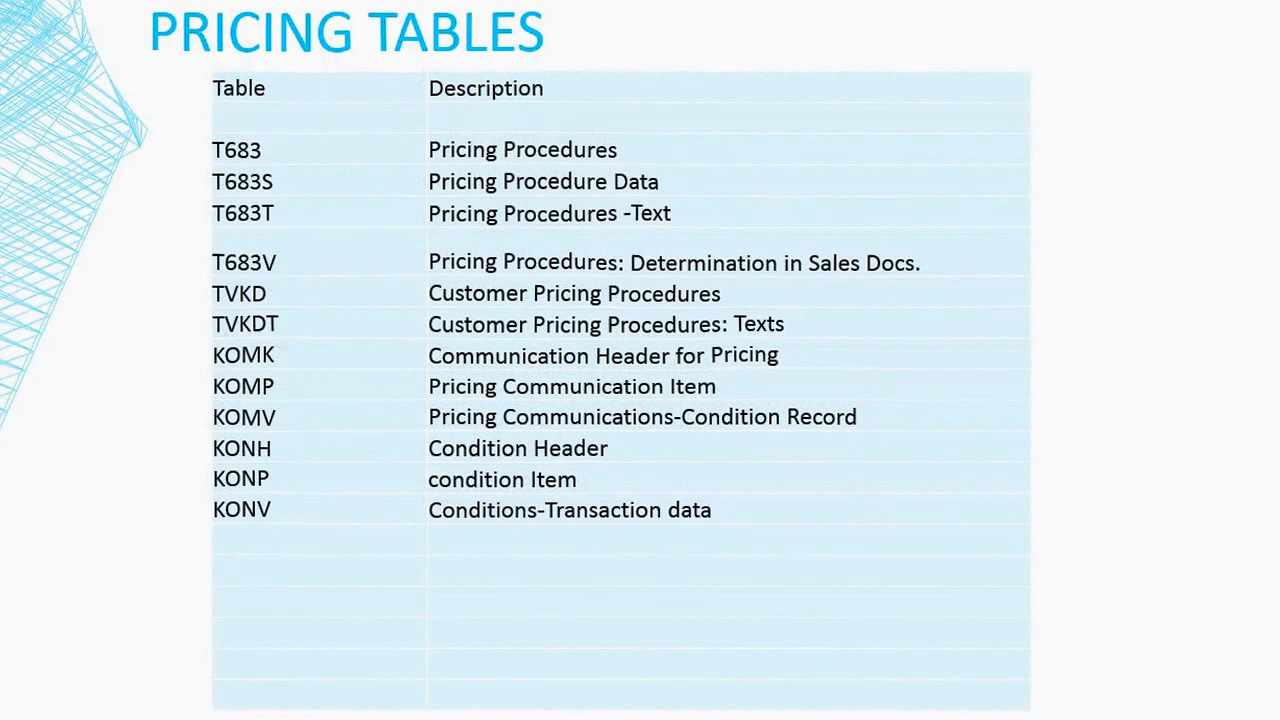 PRICING TABLES
Table Description
T683 Pricing Procedures
T683S Pricing Procedure Data
T683T Pricing Procedures -Text
T683V Pricing Procedures: Determination in Sales Docs.
TVKD Customer Pricing Procedures
TVKDT Customer Pricing Procedures: Texts
KOMK Communication Header for Pricing
KOMP Pricing Communication Item
KOMV Pricing Communications-Condition Record
KONH Condition Header
KONP condition Item
KONV Conditions-Transaction data